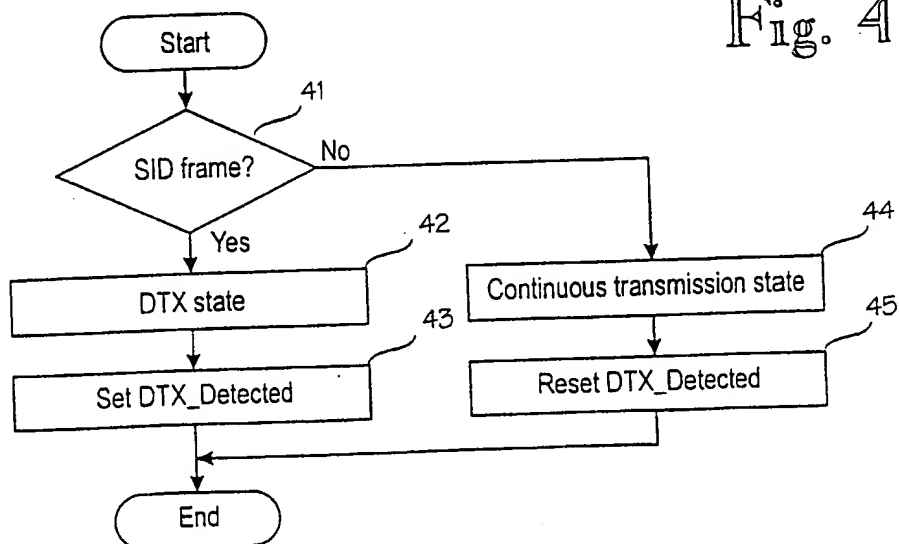 Fig. 4
Start
41
SID frame?
No
Yes
42
DTX state
44
Continuous transmission state
43
Set DTX_Detected
45
Reset DTX_Detected
End